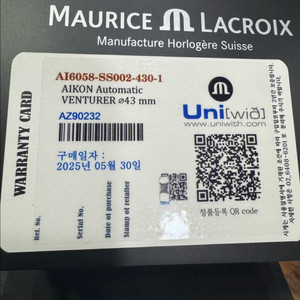 MAURICE LACROIX
Manufacture Horlogère Suisse
WARRANTY CARD
AI6058-SS002-430-1
AIKON Automatic
VENTURER ø43 mm
AZ90232
구매일자 :
2025년 05월 30일
Ref. No.
Serial No.
Date of purchase
Stamp of retailer
Uni[wið]
www.uniwith.com
정품등록 QR code